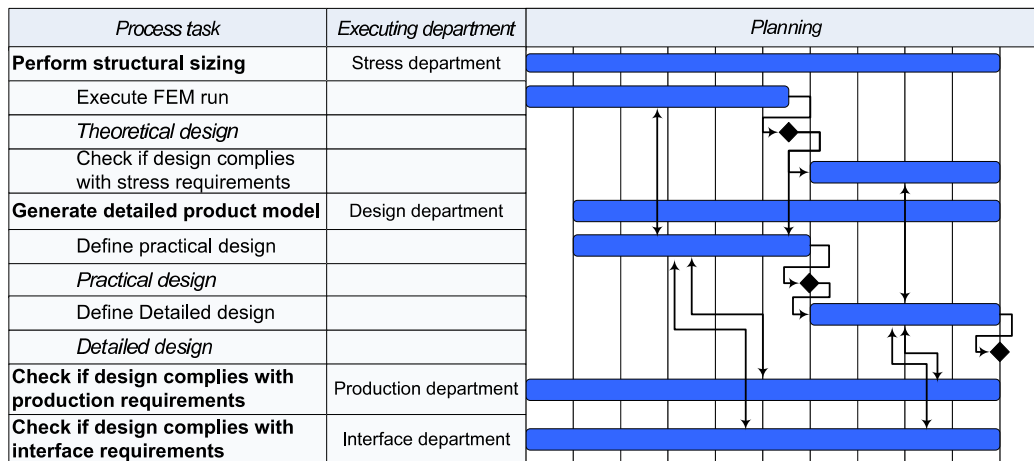 Process task
Executing department
Planning
Perform structural sizing
Stress department
Execute FEM run
Theoretical design
Check if design complies
with stress requirements
Generate detailed product model
Design department
Define practical design
Practical design
Define Detailed design
Detailed design
Check if design complies with
production requirements
Production department
Check if design complies with
interface requirements
Interface department